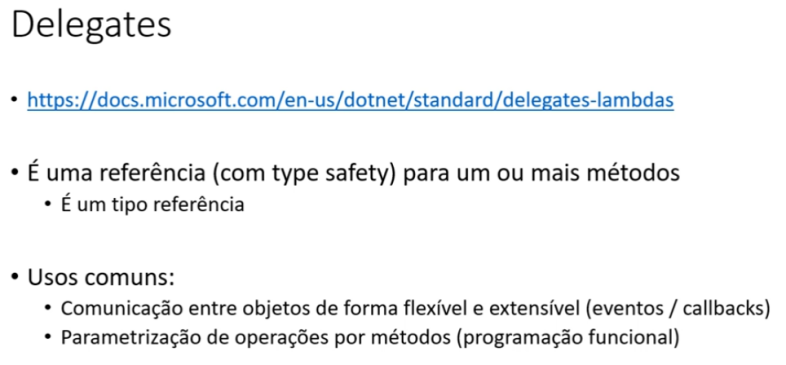 Delegates
• https://docs.microsoft.com/en-us/dotnet/standard/delegates-lambdas
• É uma referência (com type safety) para um ou mais métodos
• É um tipo referência
• Usos comuns:
• Comunicação entre objetos de forma flexível e extensível (eventos / callbacks)
• Parametrização de operações por métodos (programação funcional)